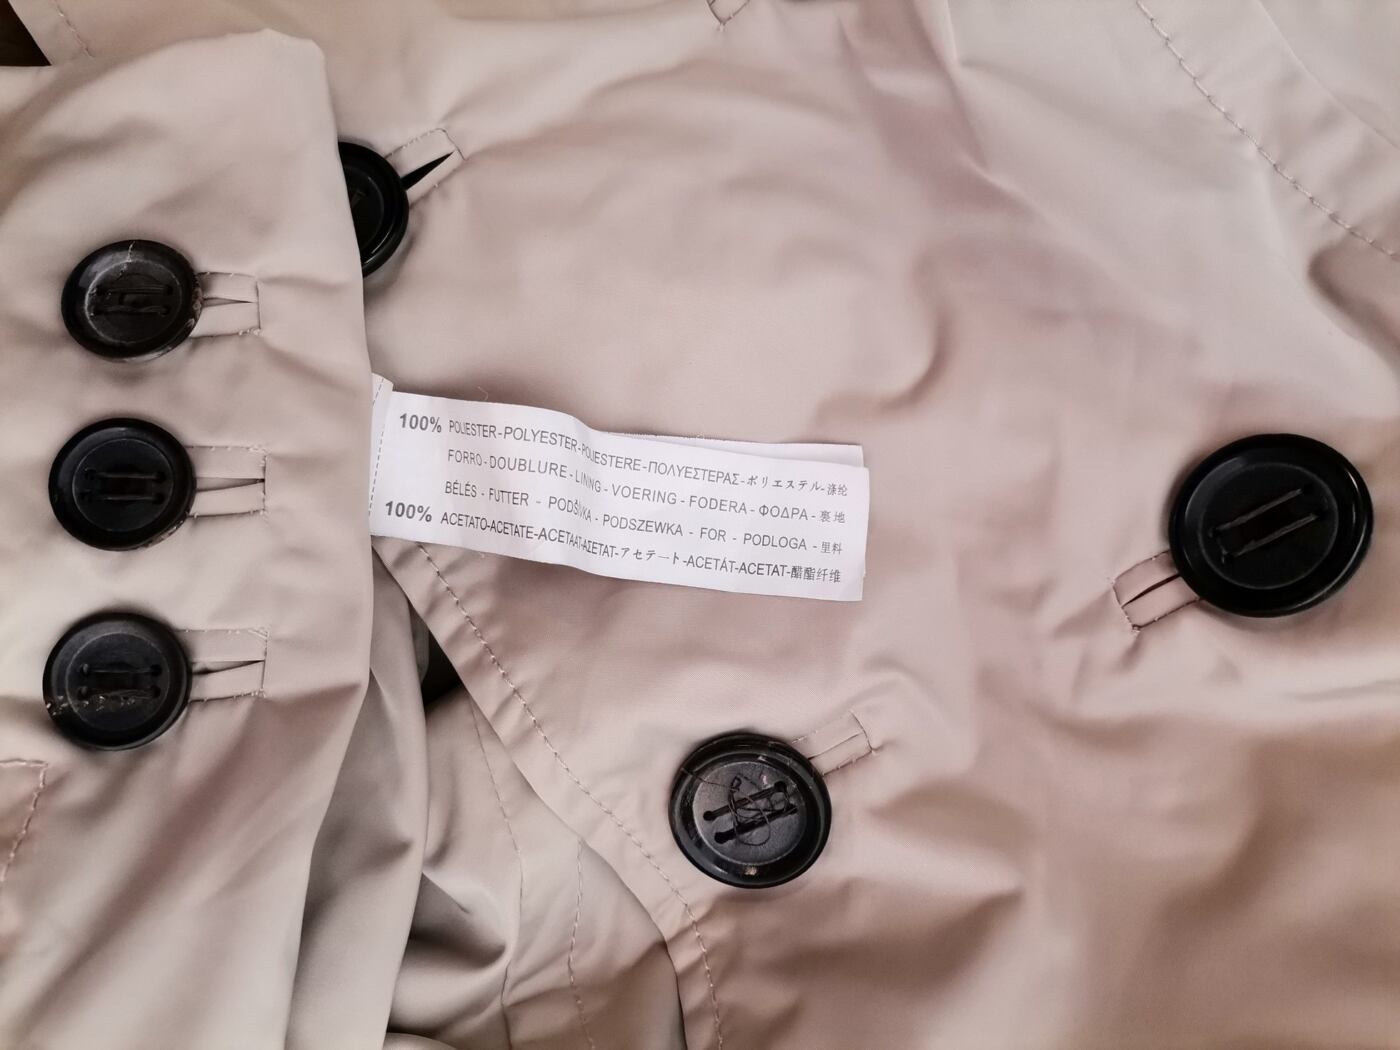 100% POLIESTER-POLYESTER-POLIESTERE-ΠΟΛΥΕΣΤΕΡΑΣ-ポリエステル-涤纶
FORRO-DOUBLURE-LINING-VOERING-FODERA-ΦΟΔΡΑ-裏地
BÉLÉS-FUTTER-PODŠÍVKA-PODSZEWKA-FOR-PODLOGA-里料
100% ACETATO-ACETATE-ACETAAT-AΣETAT-アセテート-ACETÁT-ACETAT-醋酯纤维